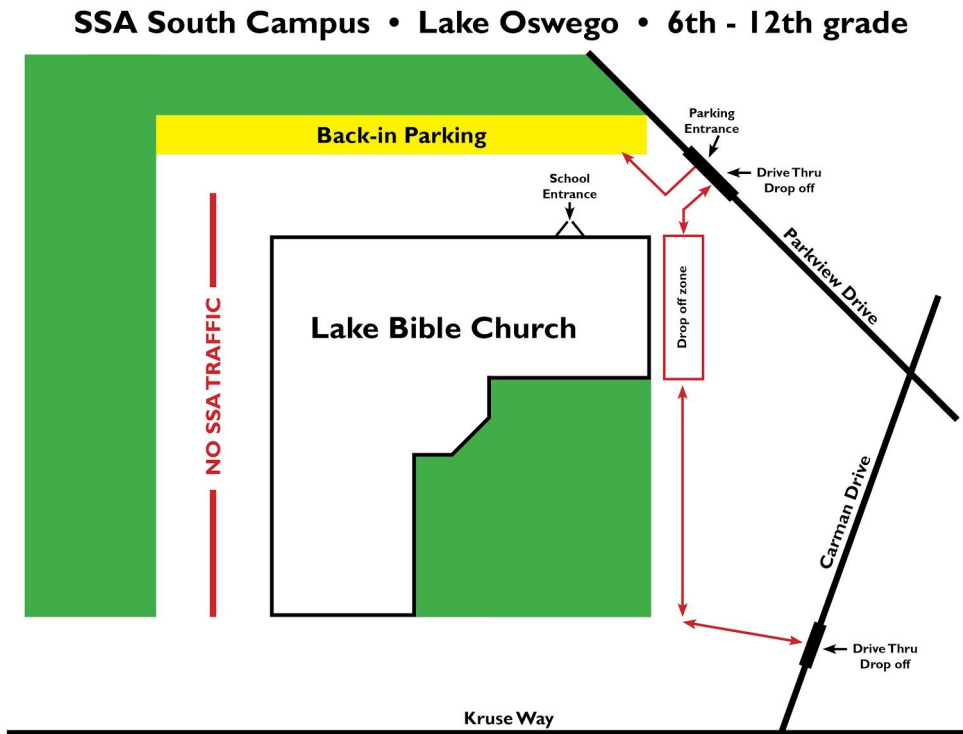 SSA South Campus • Lake Oswego • 6th - 12th grade
Parking
Entrance
Back-in Parking
Drive Thru
Drop off
School
Entrance
Parkview Drive
NO SSA TRAFFIC
Lake Bible Church
Drop off zone
Carman Drive
Drive Thru
Drop off
Kruse Way